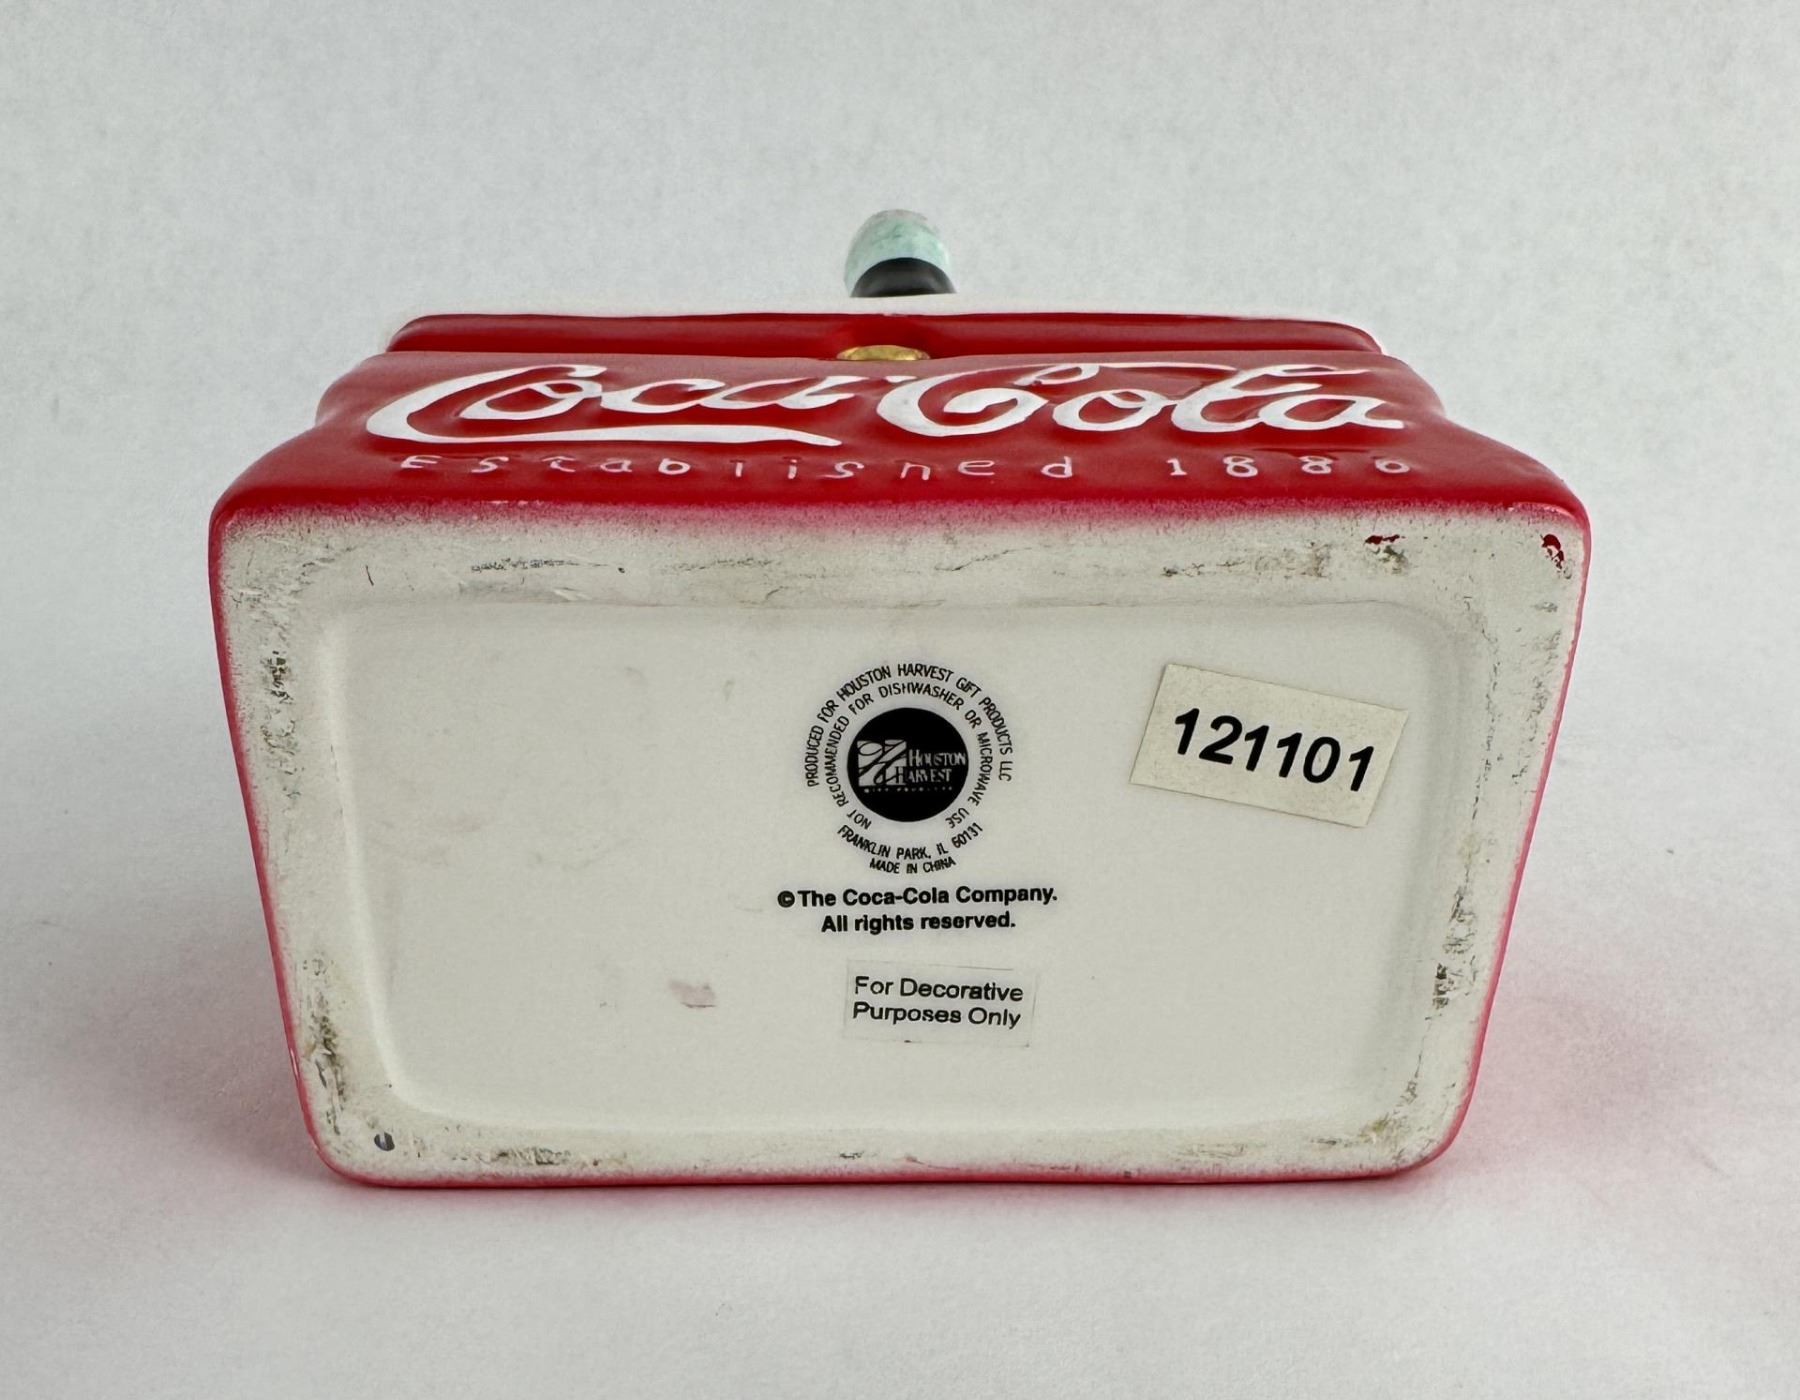 Coca-Cola
Established 1886
PRODUCED FOR HOUSTON HARVEST GIFT PRODUCTS LLC
NOT RECOMMENDED FOR DISHWASHER OR MICROWAVE USE
HOUSTON
HARVEST
GIFT PRODUCTS
FRANKLIN PARK, IL 60131
MADE IN CHINA
© The Coca-Cola Company.
All rights reserved.
For Decorative
Purposes Only
121101